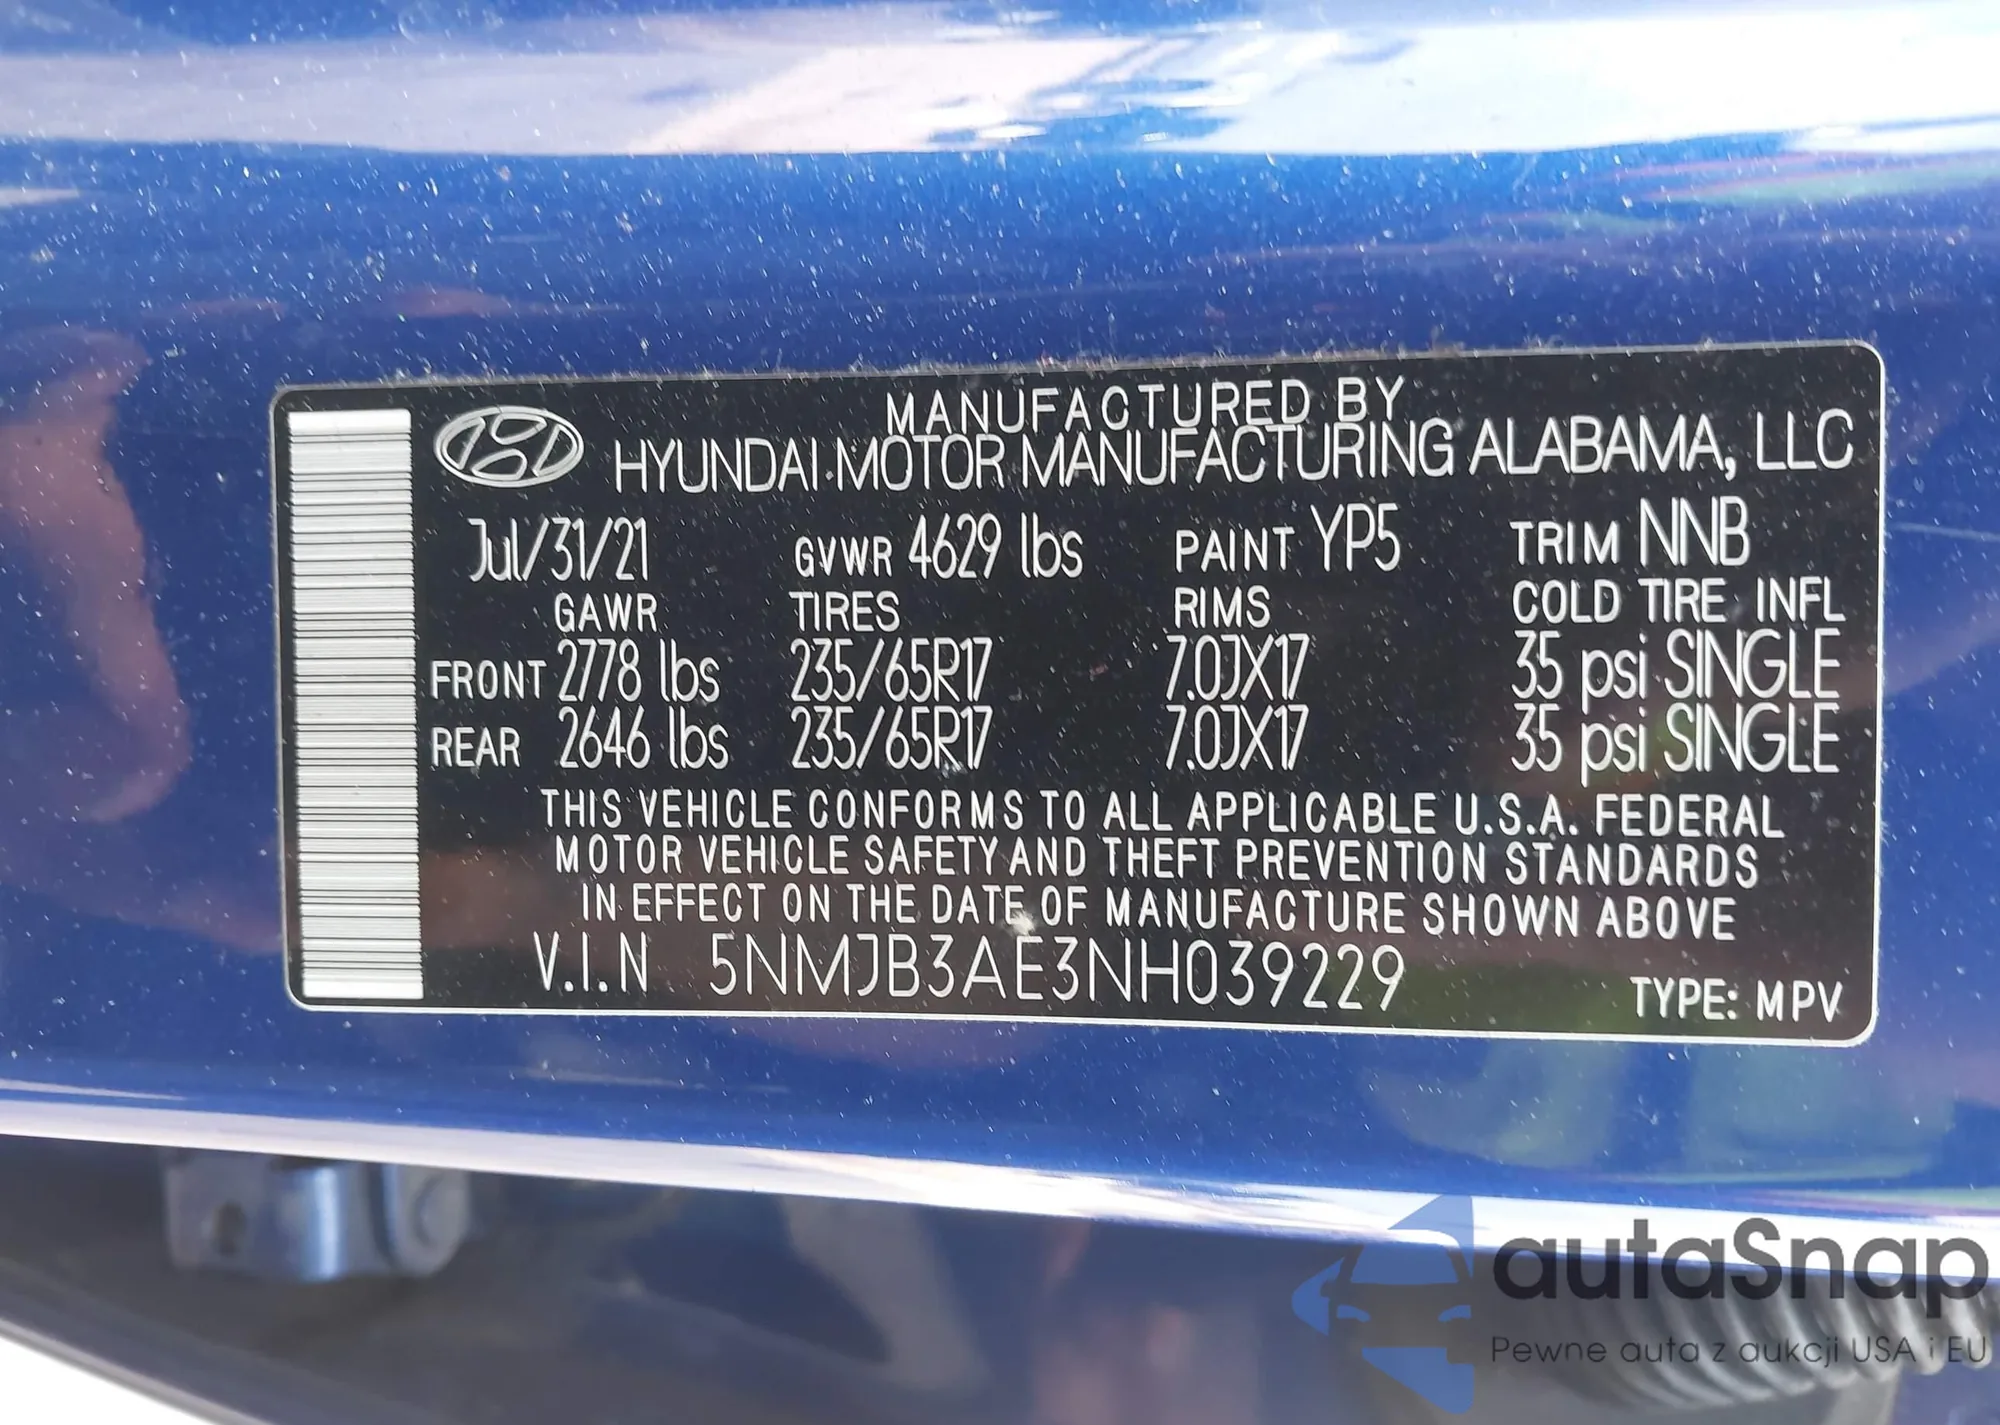 MANUFACTURED BY
HYUNDAI MOTOR MANUFACTURING ALABAMA, LLC
Jul/31/21 GVWR 4629 lbs PAINT YP5 TRIM NNB
GAWR TIRES RIMS COLD TIRE INFL
FRONT 2778 lbs 235/65R17 7.0JX17 35 psi SINGLE
REAR 2646 lbs 235/65R17 7.0JX17 35 psi SINGLE
THIS VEHICLE CONFORMS TO ALL APPLICABLE U.S.A. FEDERAL
MOTOR VEHICLE SAFETY AND THEFT PREVENTION STANDARDS
IN EFFECT ON THE DATE OF MANUFACTURE SHOWN ABOVE
V.I.N 5NMJB3AE3NH039229 TYPE: MPV
autaSnap
Pewne auta z aukcji USA i EU